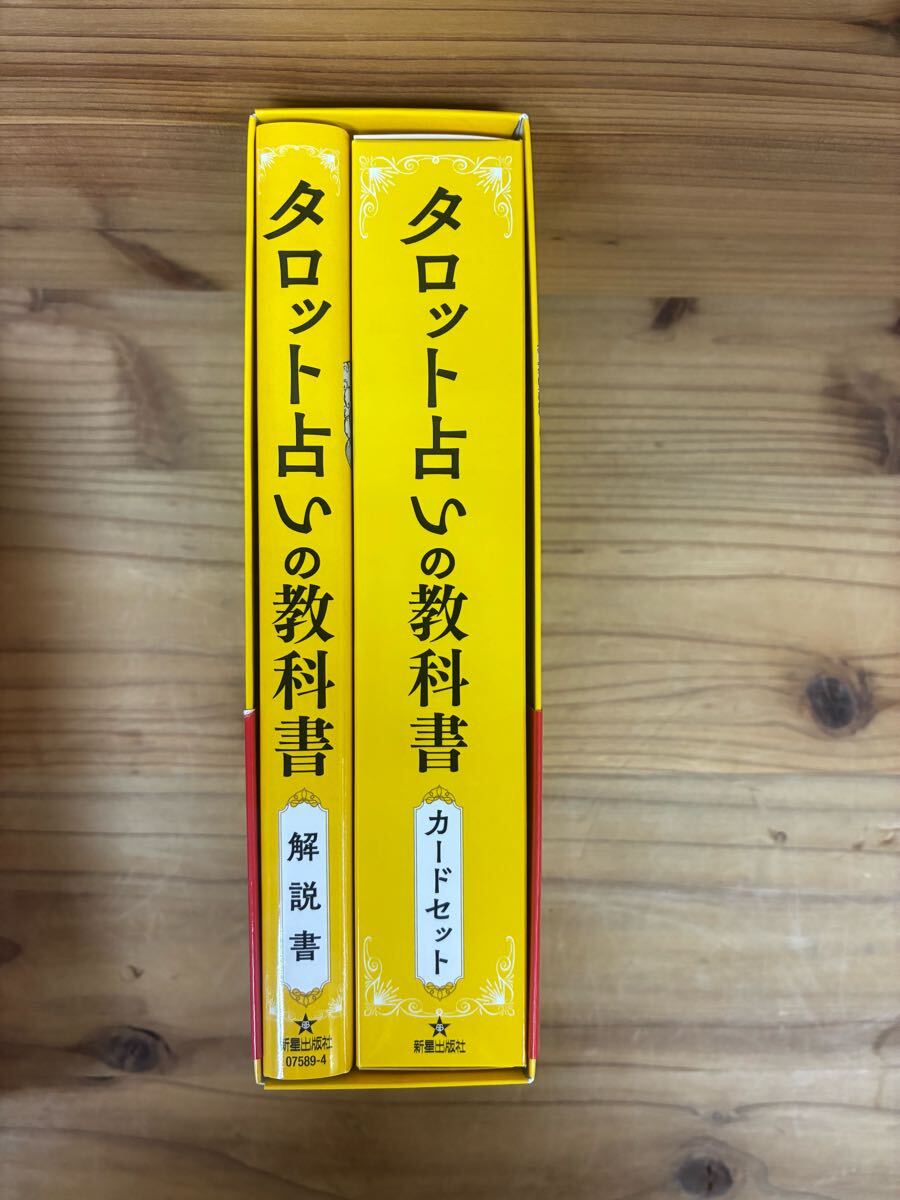 タロット占いの教科書
解説書
新星出版社
07589-4
タロット占いの教科書
カードセット
新星出版社